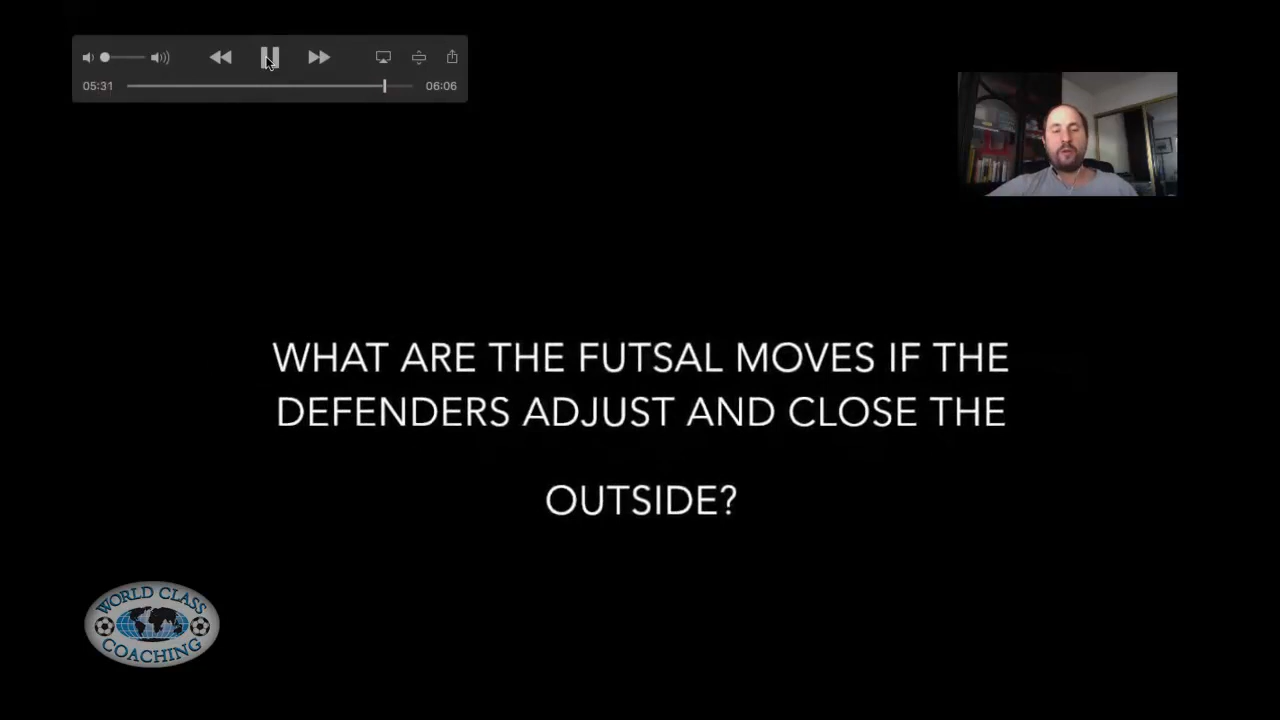 05:31
06:06
WHAT ARE THE FUTSAL MOVES IF THE
DEFENDERS ADJUST AND CLOSE THE
OUTSIDE?
WORLD CLASS
COACHING